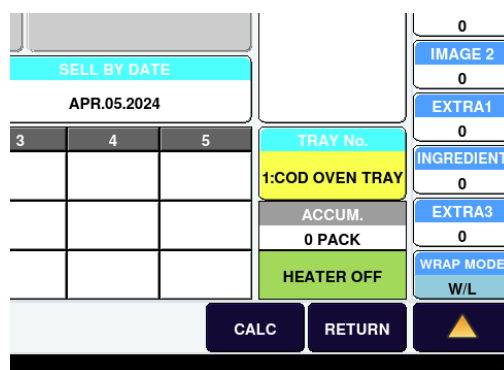 0
IMAGE 2
0
SELL BY DATE
APR.05.2024
EXTRA1
0
3 4 5
TRAY No.
1:COD OVEN TRAY
INGREDIENT
0
ACCUM.
0 PACK
EXTRA3
0
HEATER OFF
WRAP MODE
W/L
CALC RETURN